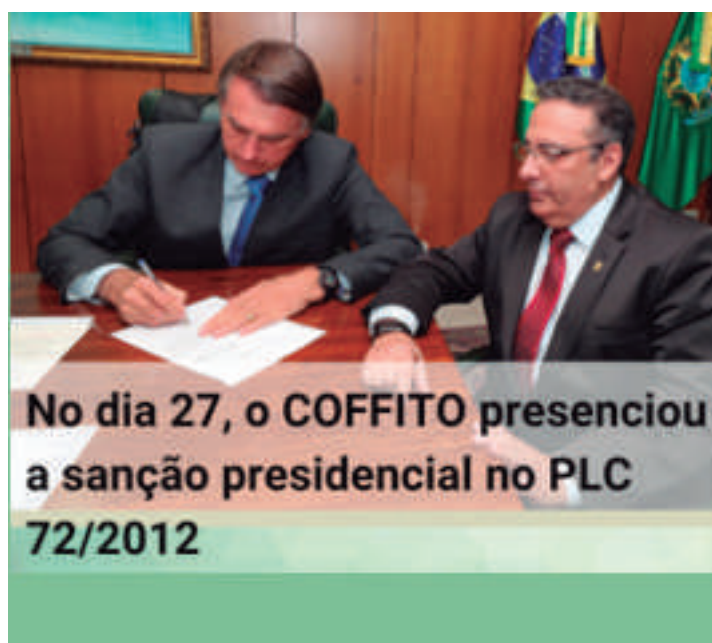 No dia 27, o COFFITO presenciou
a sanção presidencial no PLC
72/2012